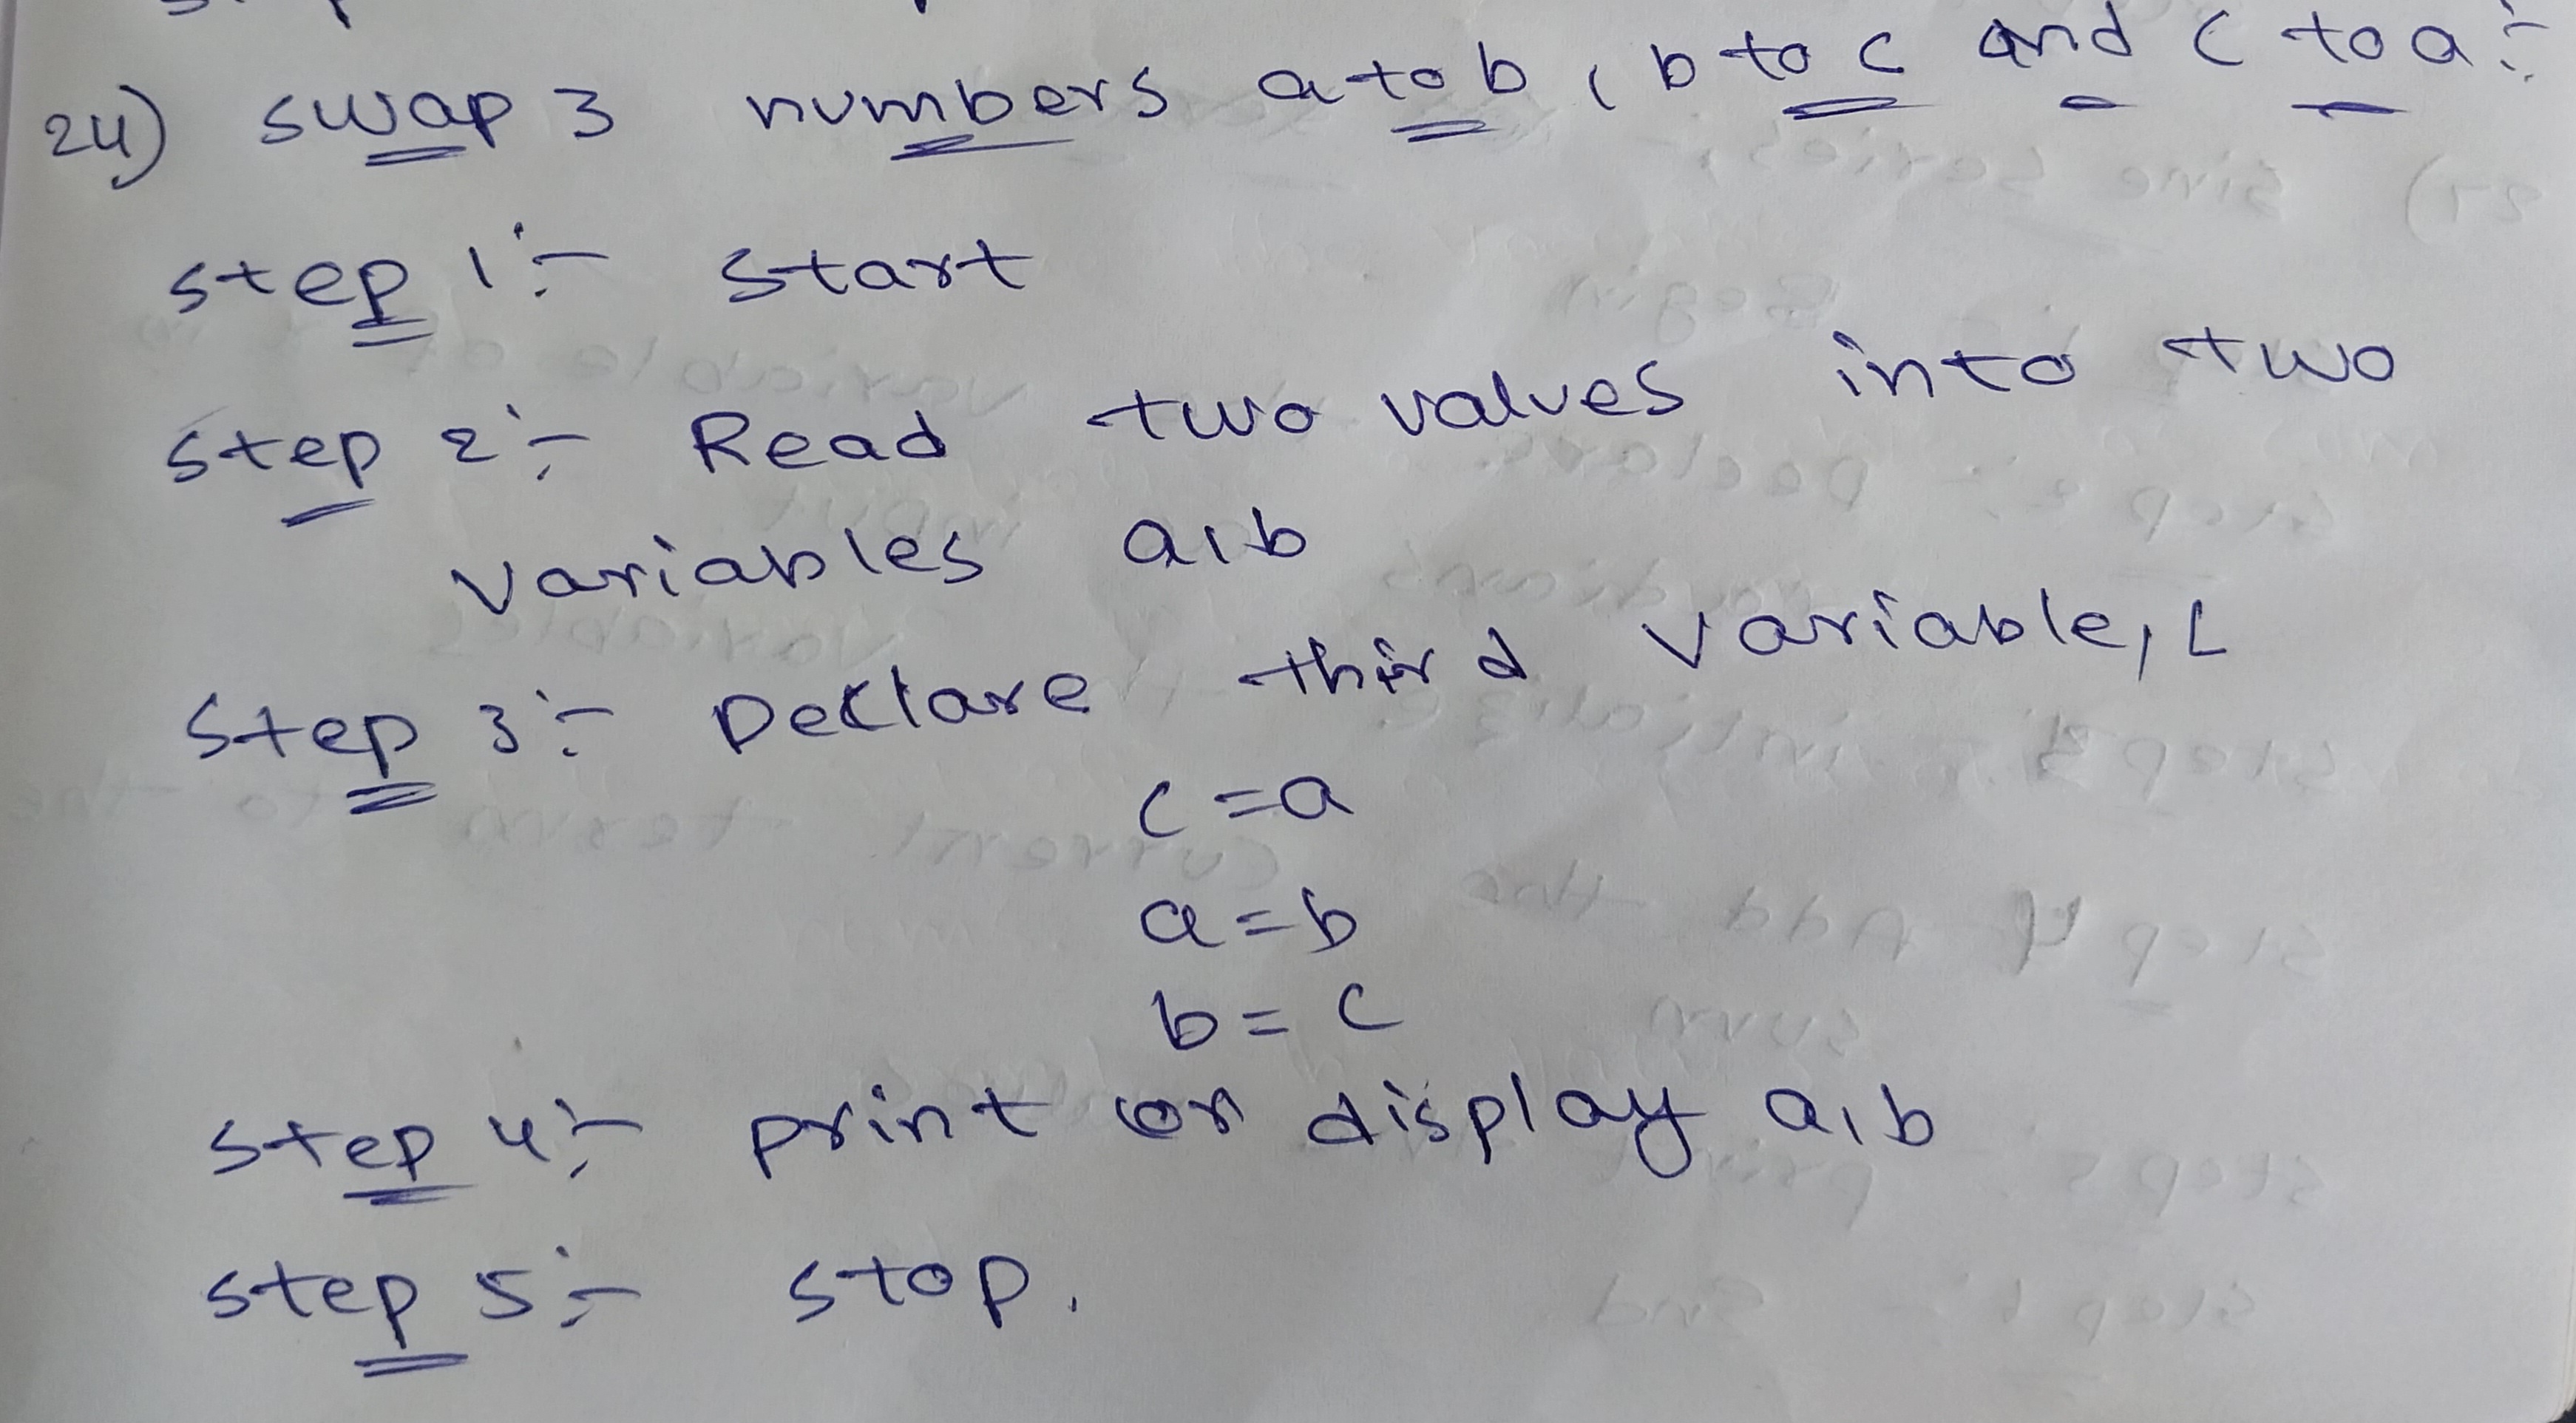 24) swap 3 numbers a to b, b to c and c to a :-
step 1 :- start
step 2 :- Read two values into two
variables a,b
step 3 :- Declare third variable, c
c = a
a = b
b = c
step 4 :- print or display a,b
step 5 :- stop.